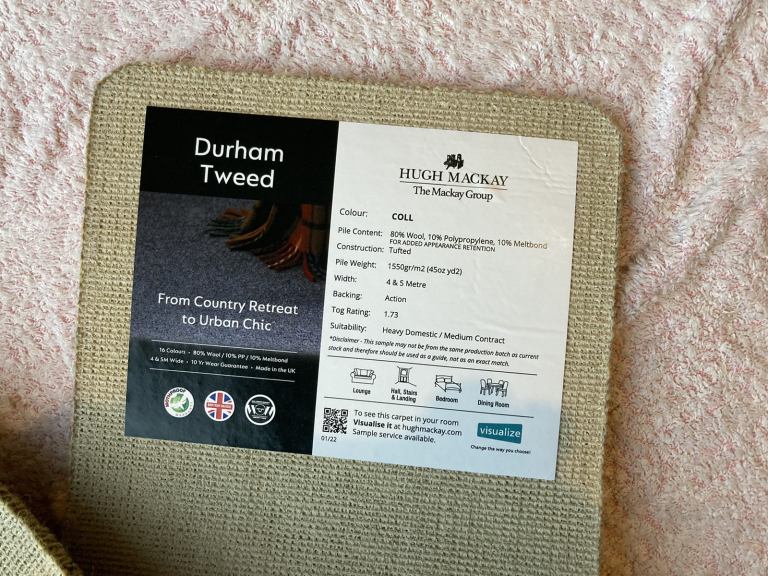 Durham
Tweed
From Country Retreat
to Urban Chic
16 Colours • 80% Wool / 10% PP / 10% Meltbond
4 & 5M Wide • 10 Yr Wear Guarantee • Made in the UK
HUGH MACKAY
The Mackay Group
Colour: COLL
Pile Content: 80% Wool, 10% Polypropylene, 10% Meltbond
FOR ADDED APPEARANCE RETENTION
Construction: Tufted
Pile Weight: 1550gr/m2 (45oz yd2)
Width: 4 & 5 Metre
Backing: Action
Tog Rating: 1.73
Suitability: Heavy Domestic / Medium Contract
*Disclaimer - This sample may not be from the same production batch as current
stock and therefore should be used as a guide, not as an exact match.
Lounge
Hall, Stairs
& Landing
Bedroom
Dining Room
01/22
To see this carpet in your room
Visualise it at hughmackay.com
Sample service available.
visualize
Change the way you choose!